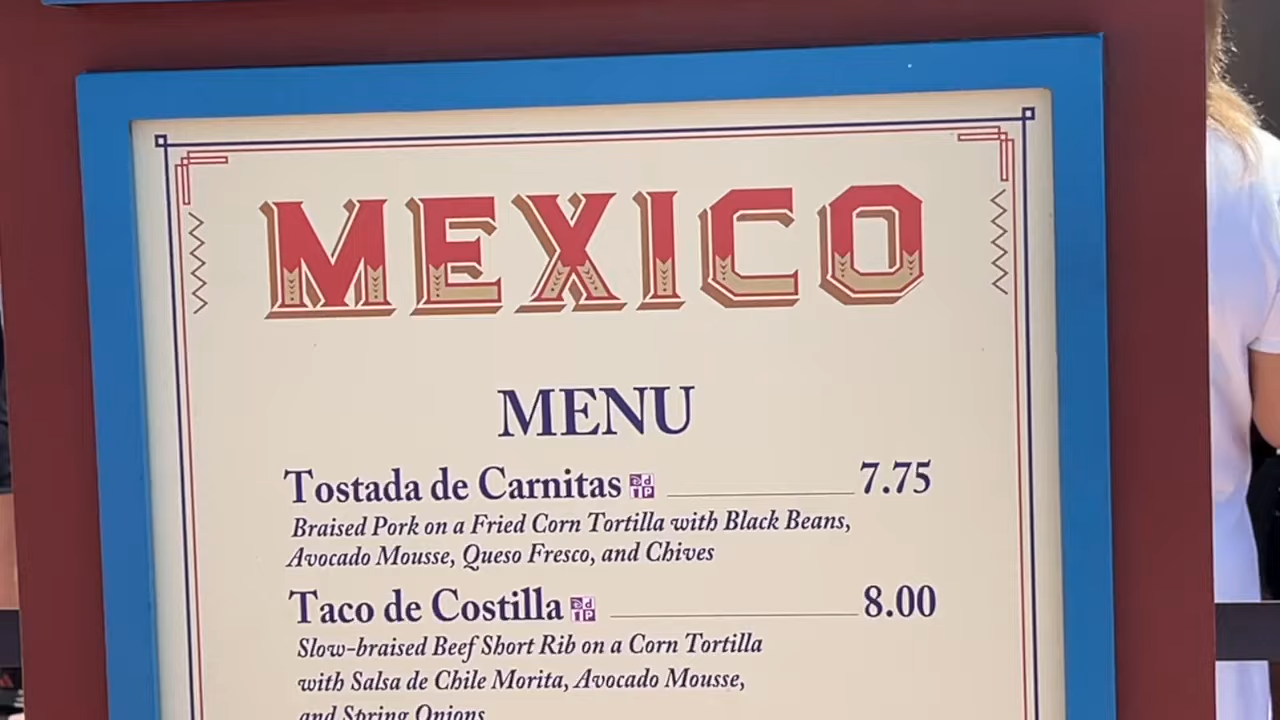 MEXICO
MENU
Tostada de Carnitas 7.75
Braised Pork on a Fried Corn Tortilla with Black Beans,
Avocado Mousse, Queso Fresco, and Chives
Taco de Costilla 8.00
Slow-braised Beef Short Rib on a Corn Tortilla
with Salsa de Chile Morita, Avocado Mousse,
and Spring Onions